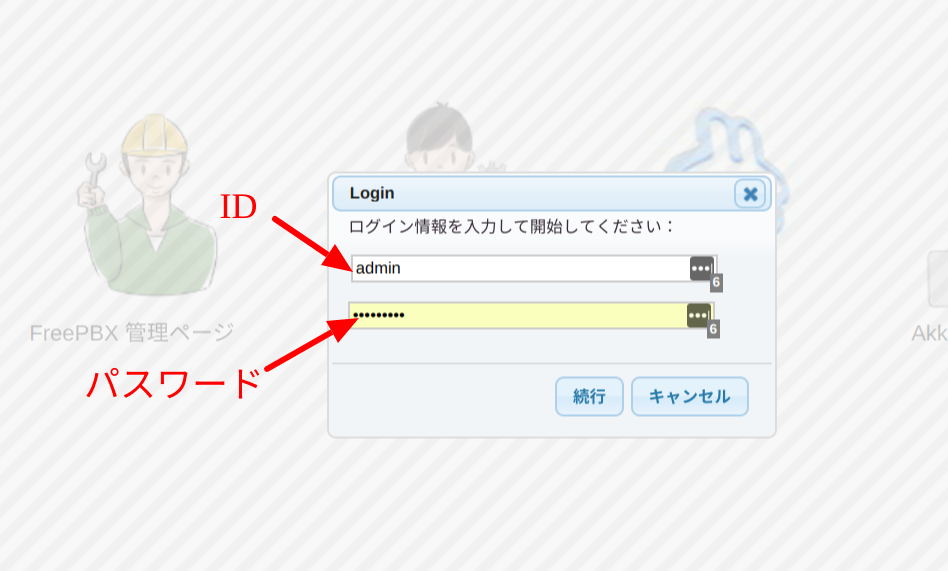 Login
ログイン情報を入力して開始してください：
ID
admin
6
•••••••••
6
FreePBX 管理ページ
Akk
パスワード
続行
キャンセル